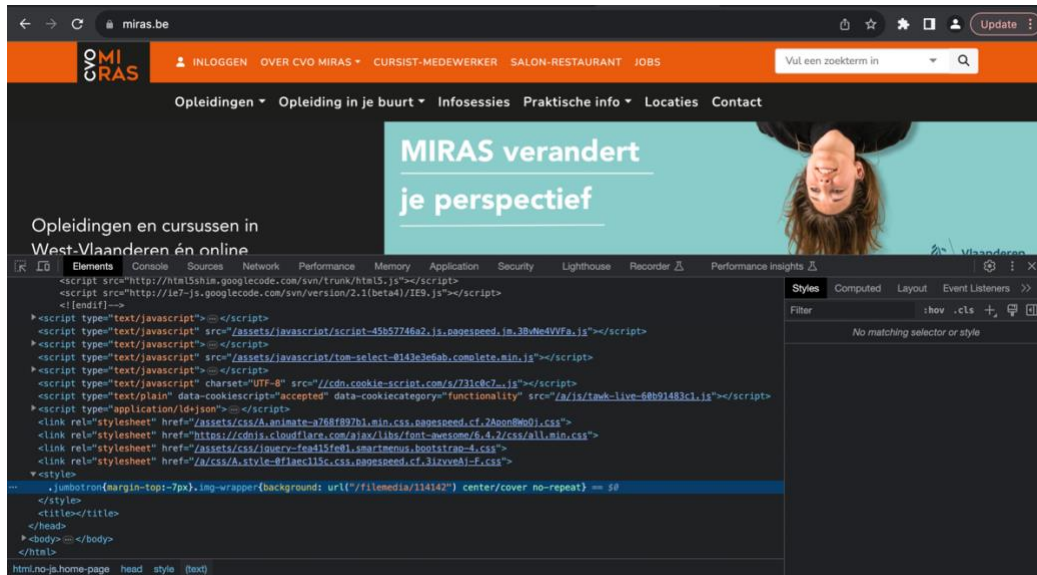 miras.be
Update
CVO MIRAS
INLOGGEN OVER CVO MIRAS CURSIST-MEDEWERKER SALON-RESTAURANT JOBS
Vul een zoekterm in
Opleidingen Opleiding in je buurt Infosessies Praktische info Locaties Contact
MIRAS verandert
je perspectief
Opleidingen en cursussen in
West-Vlaanderen én online
Vlaanderen
Elements Console Sources Network Performance Memory Application Security Lighthouse Recorder Performance insights
<script src="http://html5shim.googlecode.com/svn/trunk/html5.js"></script>
<script src="http://ie7-js.googlecode.com/svn/version/2.1(beta4)/IE9.js"></script>
<![endif]-->
<script type="text/javascript">…</script>
<script type="text/javascript" src="/assets/javascript/script-45b57746a2.js.pagespeed.jm.3BvNe4VVFa.js"></script>
<script type="text/javascript">…</script>
<script type="text/javascript" src="/assets/javascript/tom-select-0143e3e6ab.complete.min.js"></script>
<script type="text/javascript">…</script>
<script type="text/javascript" charset="UTF-8" src="//cdn.cookie-script.com/s/731c0c7….js"></script>
<script type="text/plain" data-cookiescript="accepted" data-cookiecategory="functionality" src="/a/js/tawk-live-60b91483c1.js"></script>
<script type="application/ld+json">…</script>
<link rel="stylesheet" href="/assets/css/A.animate-a768f897b1.min.css.pagespeed.cf.2Apon8WpOj.css">
<link rel="stylesheet" href="https://cdnjs.cloudflare.com/ajax/libs/font-awesome/6.4.2/css/all.min.css">
<link rel="stylesheet" href="/assets/css/jquery-fea415fe01.smartmenus.bootstrap-4.css">
<link rel="stylesheet" href="/a/css/A.style-0f1aec115c.css.pagespeed.cf.3izyveAj-F.css">
<style>
.jumbotron{margin-top:-7px}.img-wrapper{background: url("/filemedia/114142") center/cover no-repeat} == $0
</style>
<title></title>
</head>
<body>…</body>
</html>
html.no-js.home-page head style (text)
Styles Computed Layout Event Listeners
Filter :hov .cls
No matching selector or style